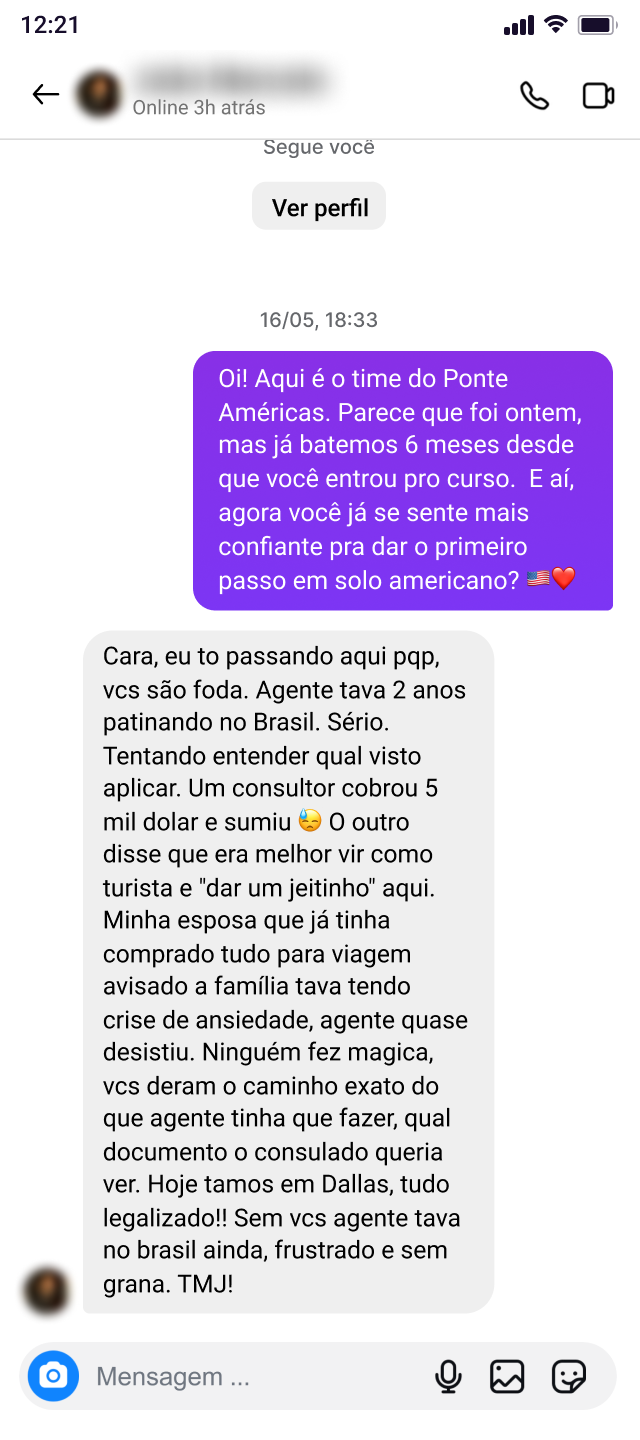 12:21
Online 3h atrás
Segue você
Ver perfil
16/05, 18:33
Oi! Aqui é o time do Ponte
Américas. Parece que foi ontem,
mas já batemos 6 meses desde
que você entrou pro curso.  E aí,
agora você já se sente mais
confiante pra dar o primeiro
passo em solo americano? 🇺🇸❤️
Cara, eu to passando aqui pqp,
vcs são foda. Agente tava 2 anos
patinando no Brasil. Sério.
Tentando entender qual visto
aplicar. Um consultor cobrou 5
mil dolar e sumiu 😓 O outro
disse que era melhor vir como
turista e "dar um jeitinho" aqui.
Minha esposa que já tinha
comprado tudo para viagem
avisado a família tava tendo
crise de ansiedade, agente quase
desistiu. Ninguém fez magica,
vcs deram o caminho exato do
que agente tinha que fazer, qual
documento o consulado queria
ver. Hoje tamos em Dallas, tudo
legalizado!! Sem vcs agente tava
no brasil ainda, frustrado e sem
grana. TMJ!
Mensagem ...